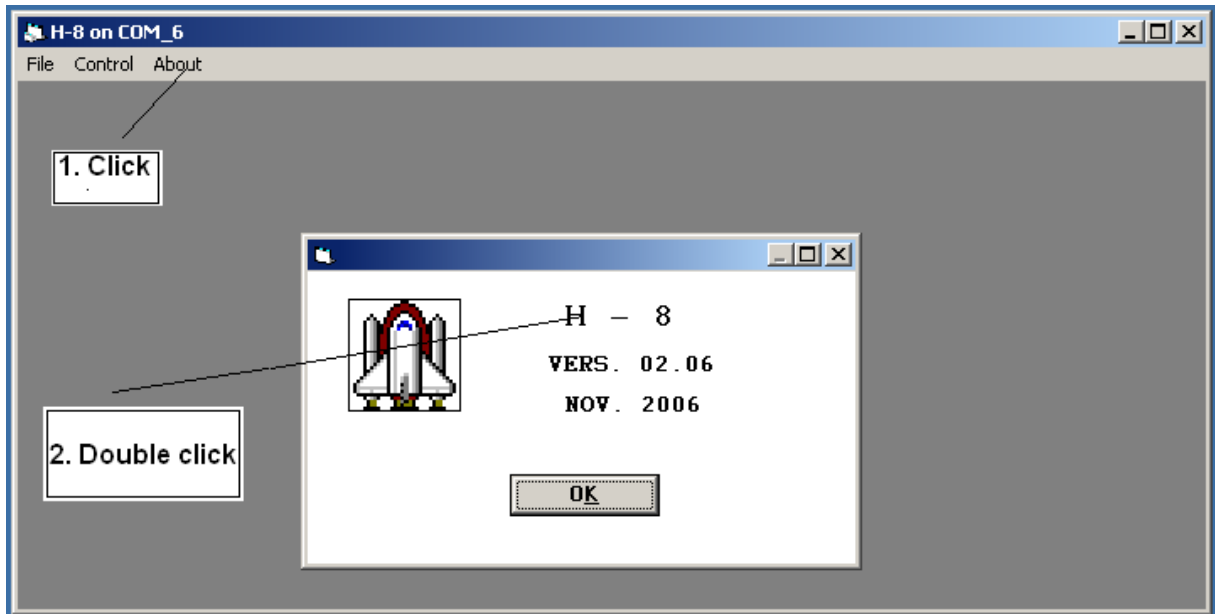 H-8 on COM_6
File Control About
1. Click
H - 8
VERS. 02.06
NOV. 2006
2. Double click
OK